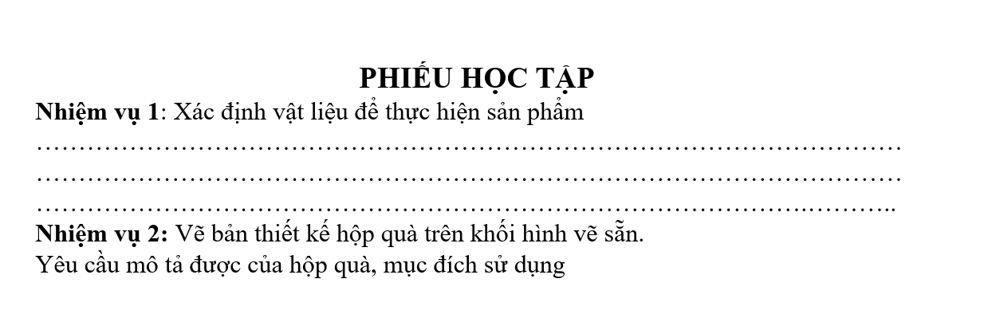 PHIẾU HỌC TẬP
Nhiệm vụ 1: Xác định vật liệu để thực hiện sản phẩm
……………………………………………………………………………………………
……………………………………………………………………………………………
………………………………………………………………………………….………..
Nhiệm vụ 2: Vẽ bản thiết kế hộp quà trên khối hình vẽ sẵn.
Yêu cầu mô tả được của hộp quà, mục đích sử dụng